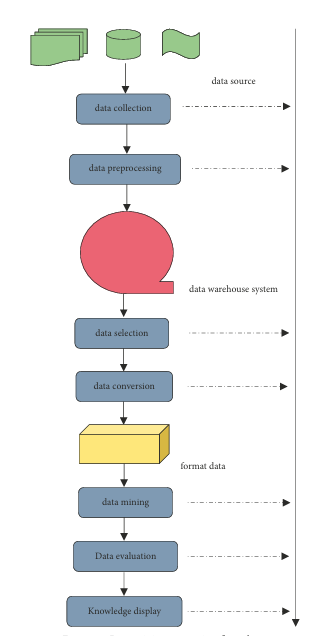 data source
data collection
data preprocessing
data warehouse system
data selection
data conversion
format data
data mining
Data evaluation
Knowledge display